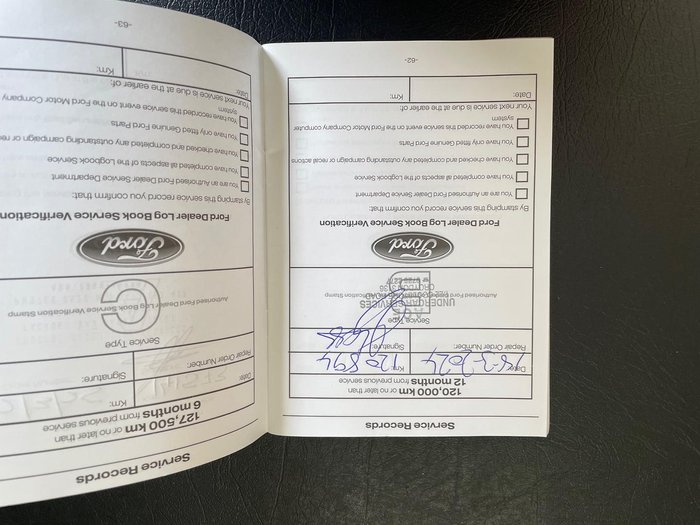 Service Records
120,000 km or no later than
12 months from previous service
Date: 16-3-2024 Km: 120894
Repair Order Number: Signature:
Service Type
Authorised Ford Dealer Log Book Service Verification Stamp
UNDERCAR SERVICES
Ford
Ford Dealer Log Book Service Verification
By stamping this service record you confirm that:
You are an Authorised Ford Dealer Service Department
You have completed all aspects of the Logbook Service
You have checked and completed any outstanding campaign or recall actions
You have only fitted Genuine Ford Parts
You have recorded this service event on the Ford Motor Company computer
system
Your next service is due at the earlier of:
Date: Km:
-62-
Service Records
127,500 km or no later than
6 months from previous service
Date: Km:
Repair Order Number: Signature:
Service Type
C
Authorised Ford Dealer Log Book Service Verification Stamp
Ford
Ford Dealer Log Book Service Verification
By stamping this service record you confirm that:
You are an Authorised Ford Dealer Service Department
You have completed all aspects of the Logbook Service
You have checked and completed any outstanding campaign or
You have only fitted Genuine Ford Parts
You have recorded this service event on the Ford Motor Company
system
Your next service is due at the earlier of:
Date: Km:
-63-